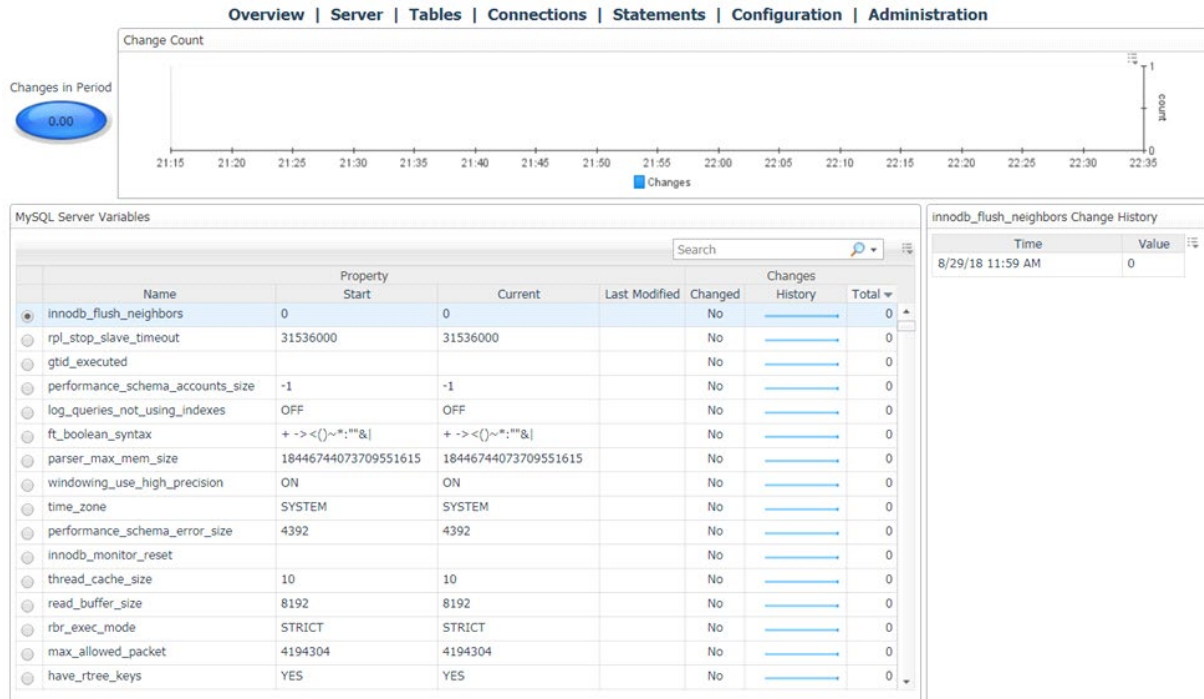 Overview | Server | Tables | Connections | Statements | Configuration | Administration
Change Count
Changes in Period
0.00
1
count
0
21:15 21:20 21:25 21:30 21:35 21:40 21:45 21:50 21:55 22:00 22:05 22:10 22:15 22:20 22:25 22:30 22:35
Changes
MySQL Server Variables
Search
Property Changes
Name Start Current Last Modified Changed History Total
innodb_flush_neighbors 0 0 No 0
rpl_stop_slave_timeout 31536000 31536000 No 0
gtid_executed No 0
performance_schema_accounts_size -1 -1 No 0
log_queries_not_using_indexes OFF OFF No 0
ft_boolean_syntax + -><()~*:""&| + -><()~*:""&| No 0
parser_max_mem_size 18446744073709551615 18446744073709551615 No 0
windowing_use_high_precision ON ON No 0
time_zone SYSTEM SYSTEM No 0
performance_schema_error_size 4392 4392 No 0
innodb_monitor_reset No 0
thread_cache_size 10 10 No 0
read_buffer_size 8192 8192 No 0
rbr_exec_mode STRICT STRICT No 0
max_allowed_packet 4194304 4194304 No 0
have_rtree_keys YES YES No 0
innodb_flush_neighbors Change History
Time Value
8/29/18 11:59 AM 0